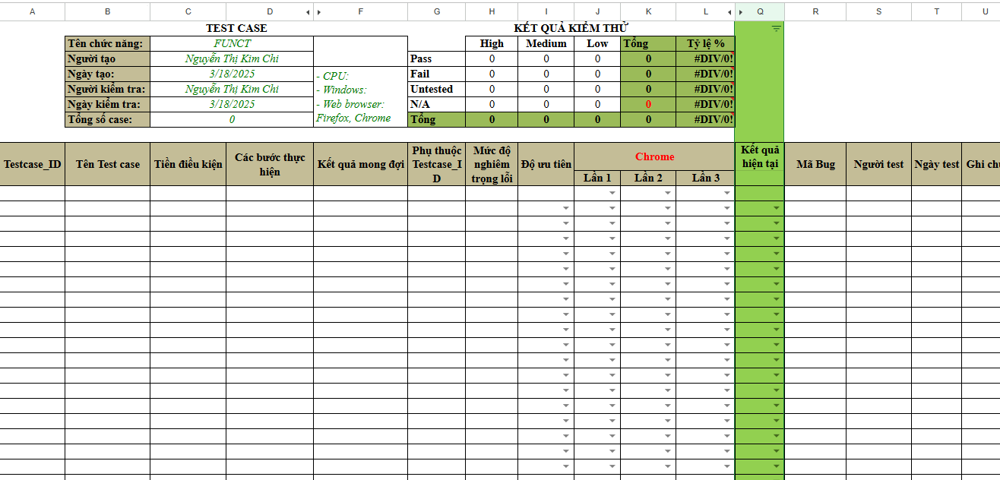 A B C D F G H I J K L Q R S T U
TEST CASE KẾT QUẢ KIỂM THỬ
Tên chức năng: FUNCT High Medium Low Tổng Tỷ lệ %
Người tạo Nguyễn Thị Kim Chi Pass 0 0 0 0 #DIV/0!
Ngày tạo: 3/18/2025 - CPU: Fail 0 0 0 0 #DIV/0!
Người kiểm tra: Nguyễn Thị Kim Chi - Windows: Untested 0 0 0 0 #DIV/0!
Ngày kiểm tra: 3/18/2025 - Web browser: N/A 0 0 0 0 #DIV/0!
Tổng số case: 0 Firefox, Chrome Tổng 0 0 0 0 #DIV/0!
Testcase_ID
Tên Test case
Tiền điều kiện
Các bước thực
hiện
Kết quả mong đợi
Phụ thuộc
Testcase_I
D
Mức độ
nghiêm
trọng lỗi
Độ ưu tiên
Chrome
Lần 1 Lần 2 Lần 3
Kết quả
hiện tại
Mã Bug
Người test
Ngày test
Ghi chú